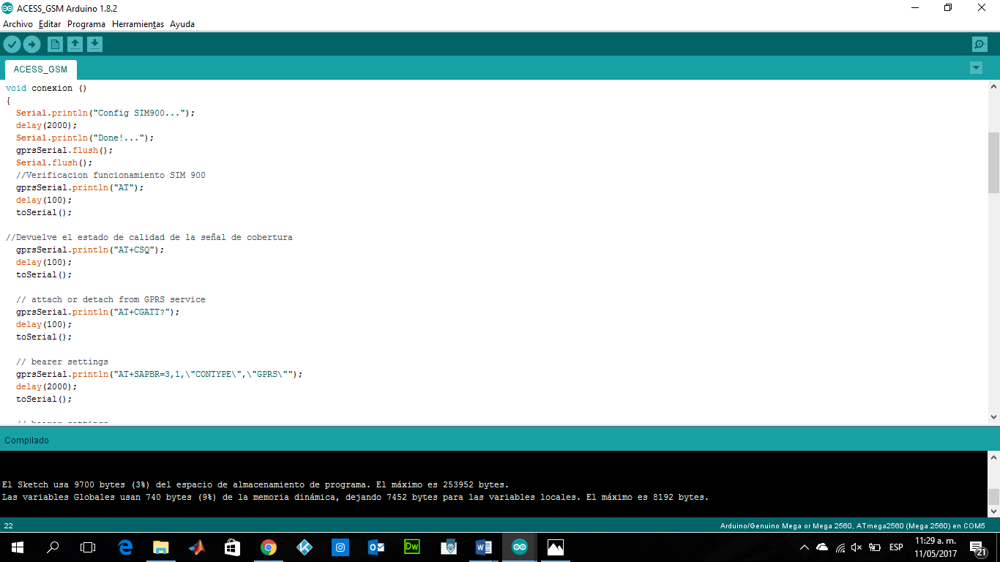 ACESS_GSM Arduino 1.8.2
Archivo Editar Programa Herramientas Ayuda
ACESS_GSM
void conexion ()
{
Serial.println("Config SIM900...");
delay(2000);
Serial.println("Done!...");
gprsSerial.flush();
Serial.flush();
//Verificacion funcionamiento SIM 900
gprsSerial.println("AT");
delay(100);
toSerial();
//Devuelve el estado de calidad de la señal de cobertura
gprsSerial.println("AT+CSQ");
delay(100);
toSerial();
// attach or detach from GPRS service
gprsSerial.println("AT+CGATT?");
delay(100);
toSerial();
// bearer settings
gprsSerial.println("AT+SAPBR=3,1,\"CONTYPE\",\"GPRS\"");
delay(2000);
toSerial();
// bearer settings
Compilado
El Sketch usa 9700 bytes (3%) del espacio de almacenamiento de programa. El máximo es 253952 bytes.
Las variables Globales usan 740 bytes (9%) de la memoria dinámica, dejando 7452 bytes para las variables locales. El máximo es 8192 bytes.
22
Arduino/Genuino Mega or Mega 2560, ATmega2560 (Mega 2560) en COM5
Dw
ESP
11:29 a. m.
11/05/2017
21